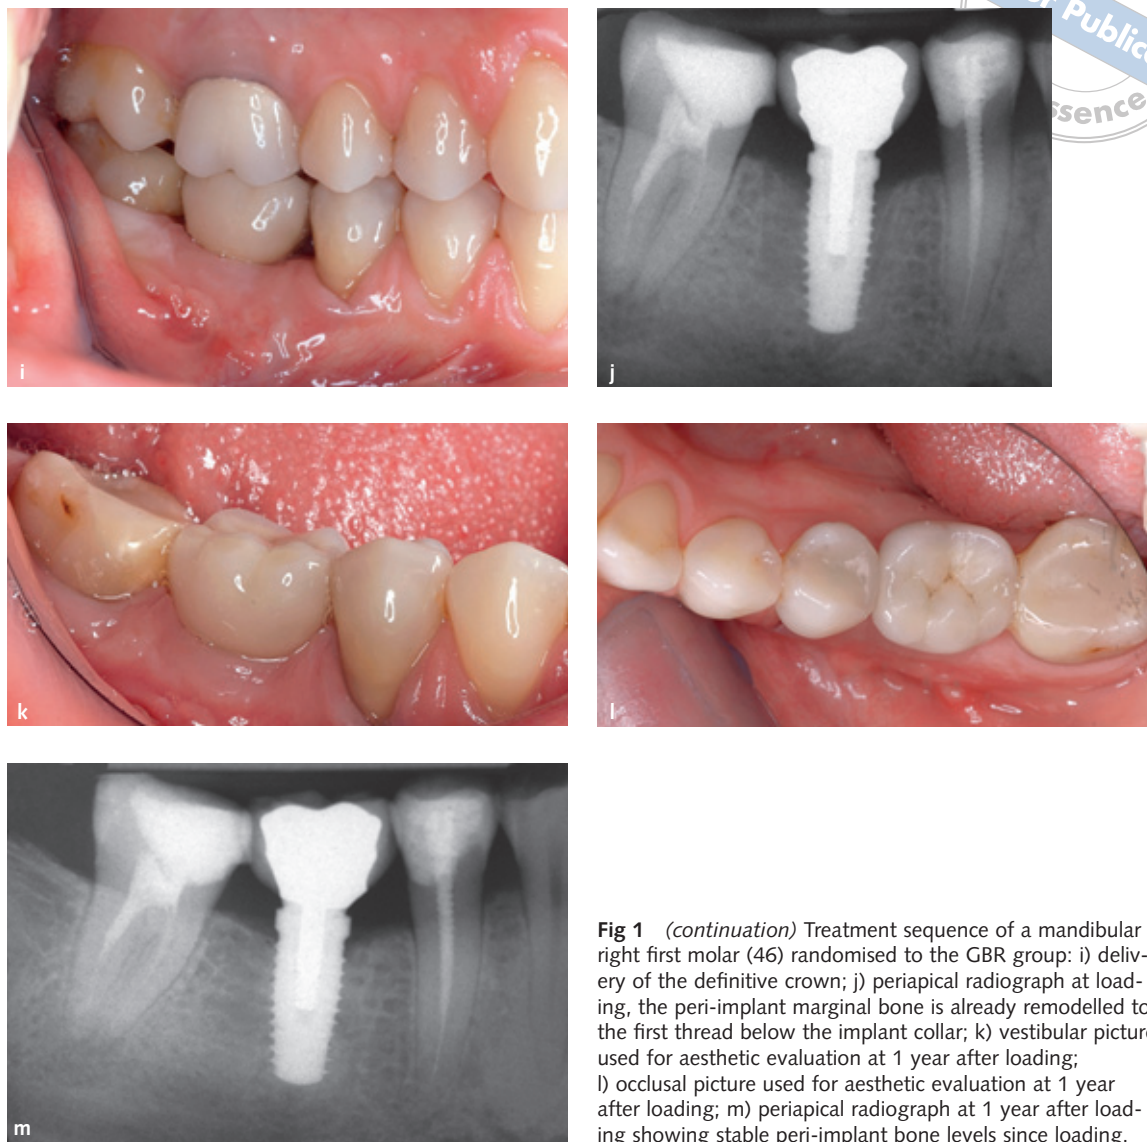 or Public
ssence
i
j
k
l
m
Fig 1 (continuation) Treatment sequence of a mandibular
right first molar (46) randomised to the GBR group: i) deliv-
ery of the definitive crown; j) periapical radiograph at load-
ing, the peri-implant marginal bone is already remodelled to
the first thread below the implant collar; k) vestibular picture
used for aesthetic evaluation at 1 year after loading;
l) occlusal picture used for aesthetic evaluation at 1 year
after loading; m) periapical radiograph at 1 year after load-
ing showing stable peri-implant bone levels since loading.